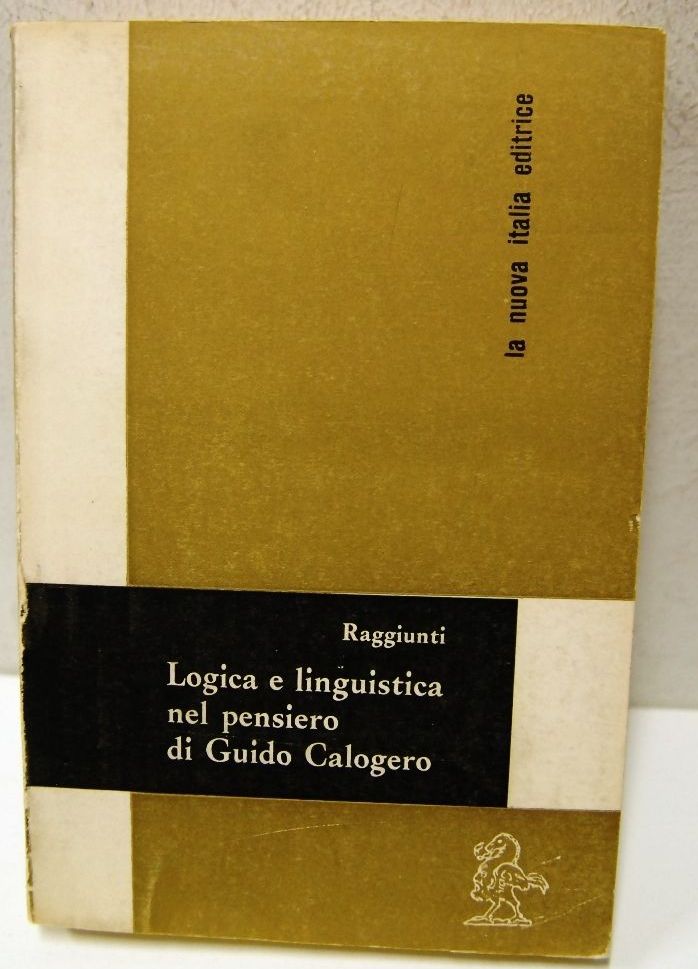 la nuova italia editrice
Raggiunti
Logica e linguistica
nel pensiero
di Guido Calogero